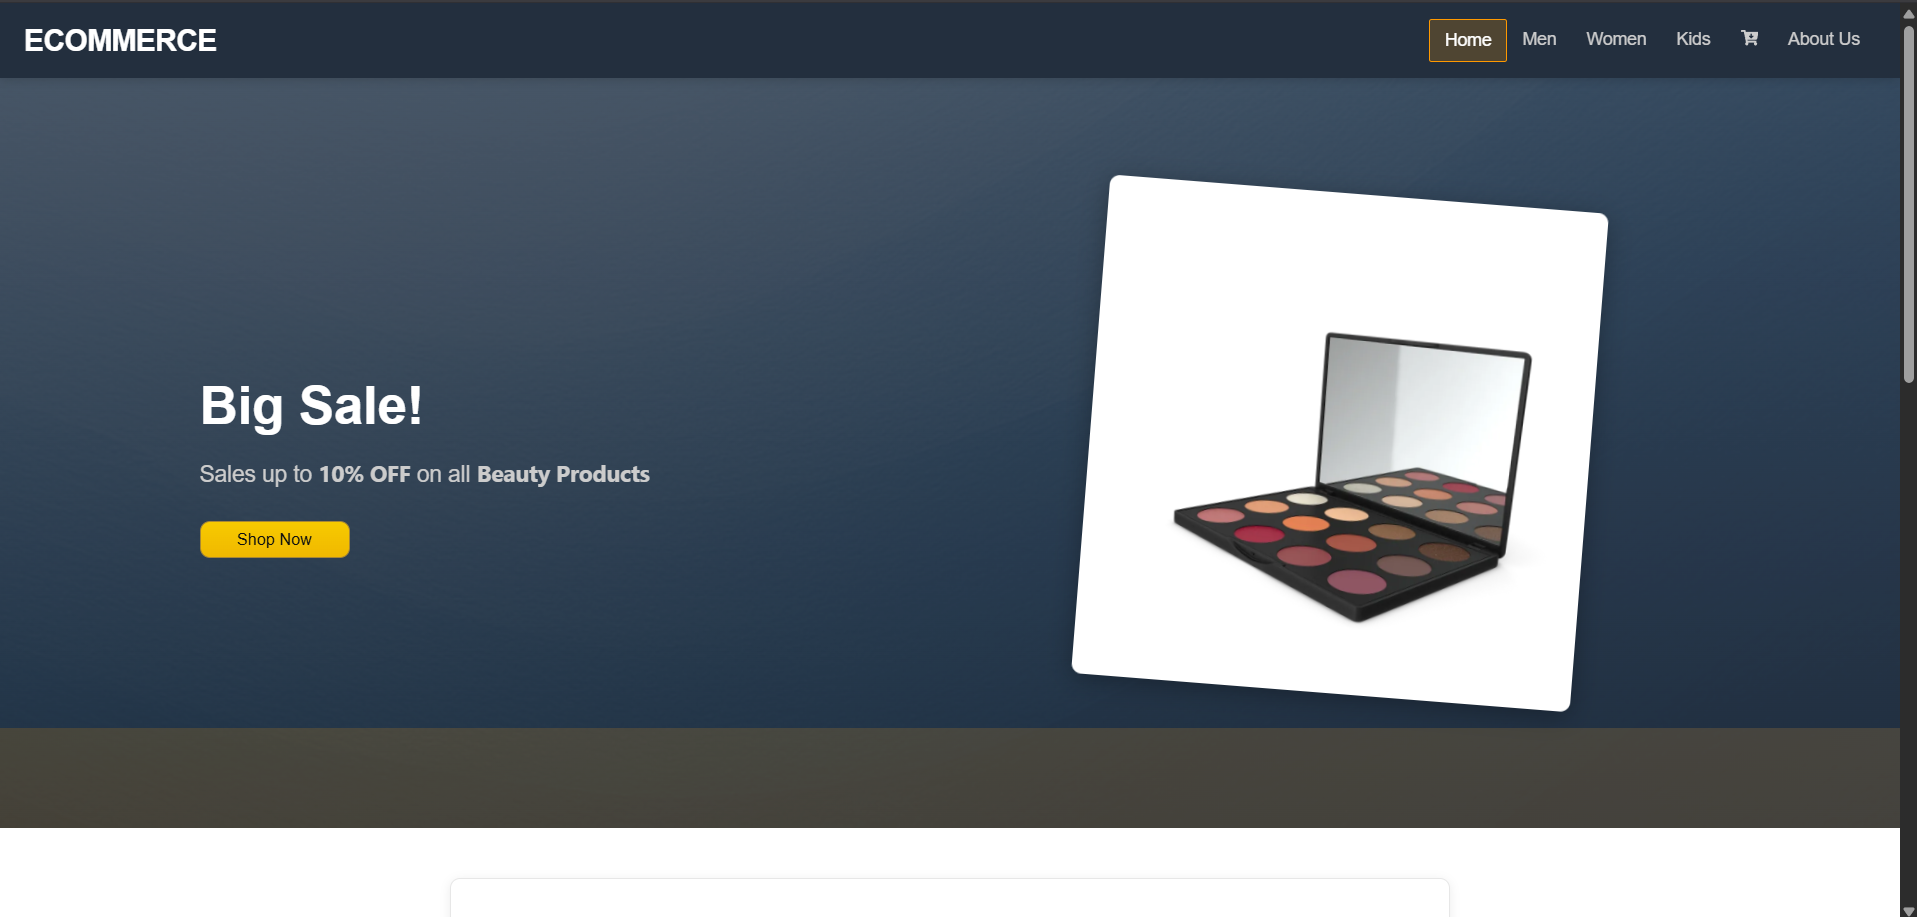 ECOMMERCE
Home Men Women Kids About Us
Big Sale!
Sales up to 10% OFF on all Beauty Products
Shop Now